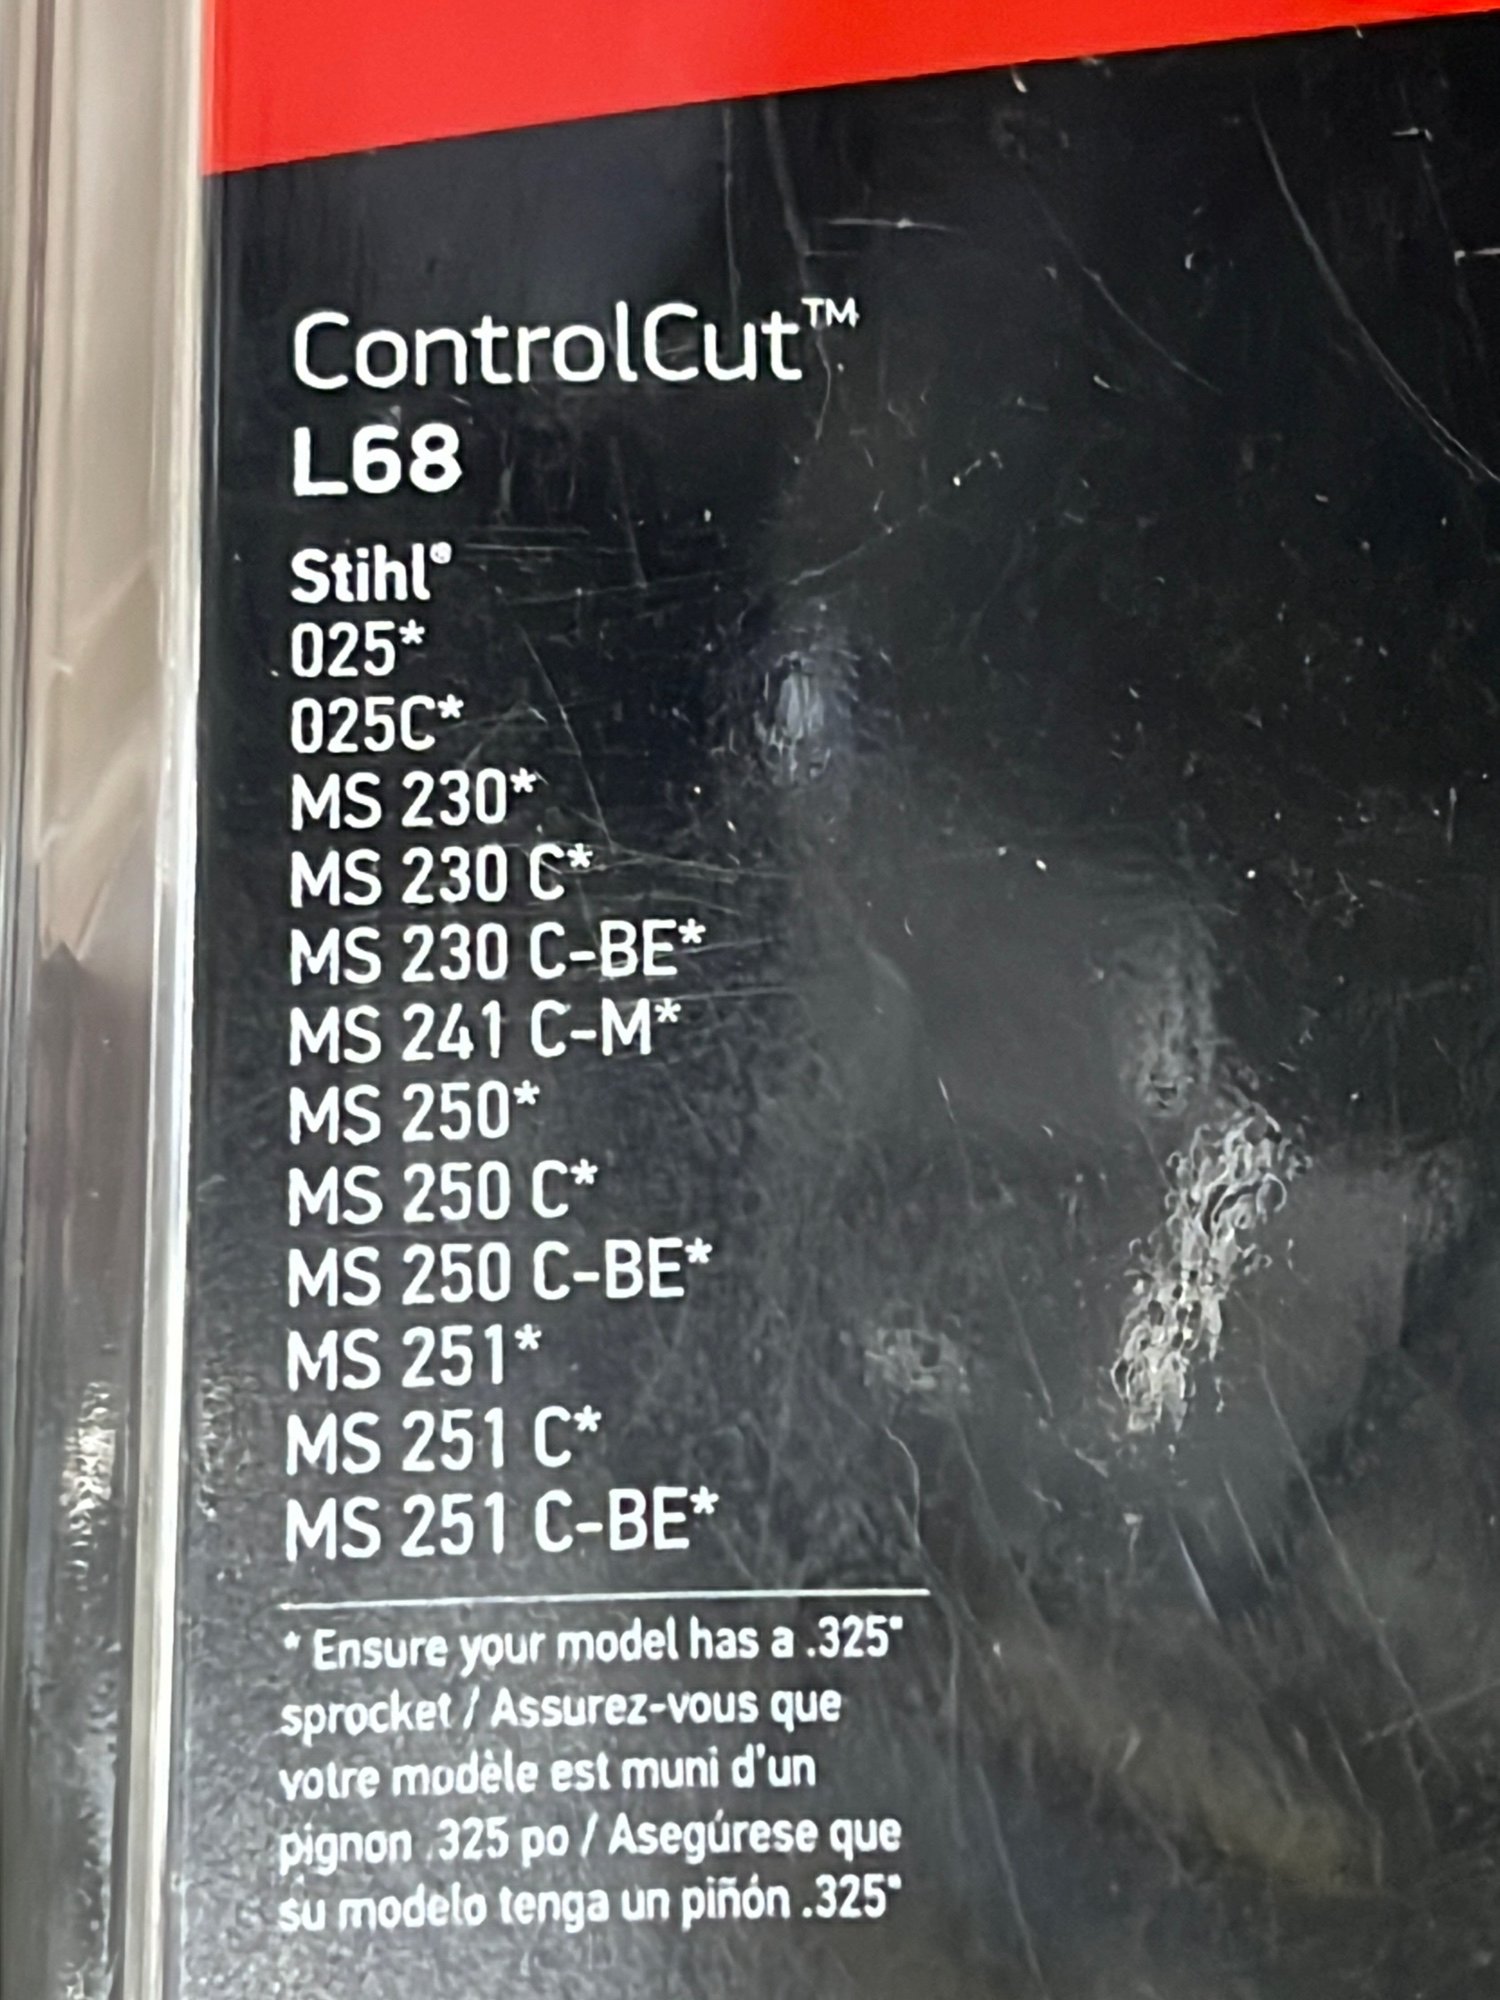 ControlCut™
L68
Stihl®
025*
025C*
MS 230*
MS 230 C*
MS 230 C-BE*
MS 241 C-M*
MS 250*
MS 250 C*
MS 250 C-BE*
MS 251*
MS 251 C*
MS 251 C-BE*
* Ensure your model has a .325"
sprocket / Assurez-vous que
votre modèle est muni d'un
pignon .325 po / Asegúrese que
su modelo tenga un piñón .325"